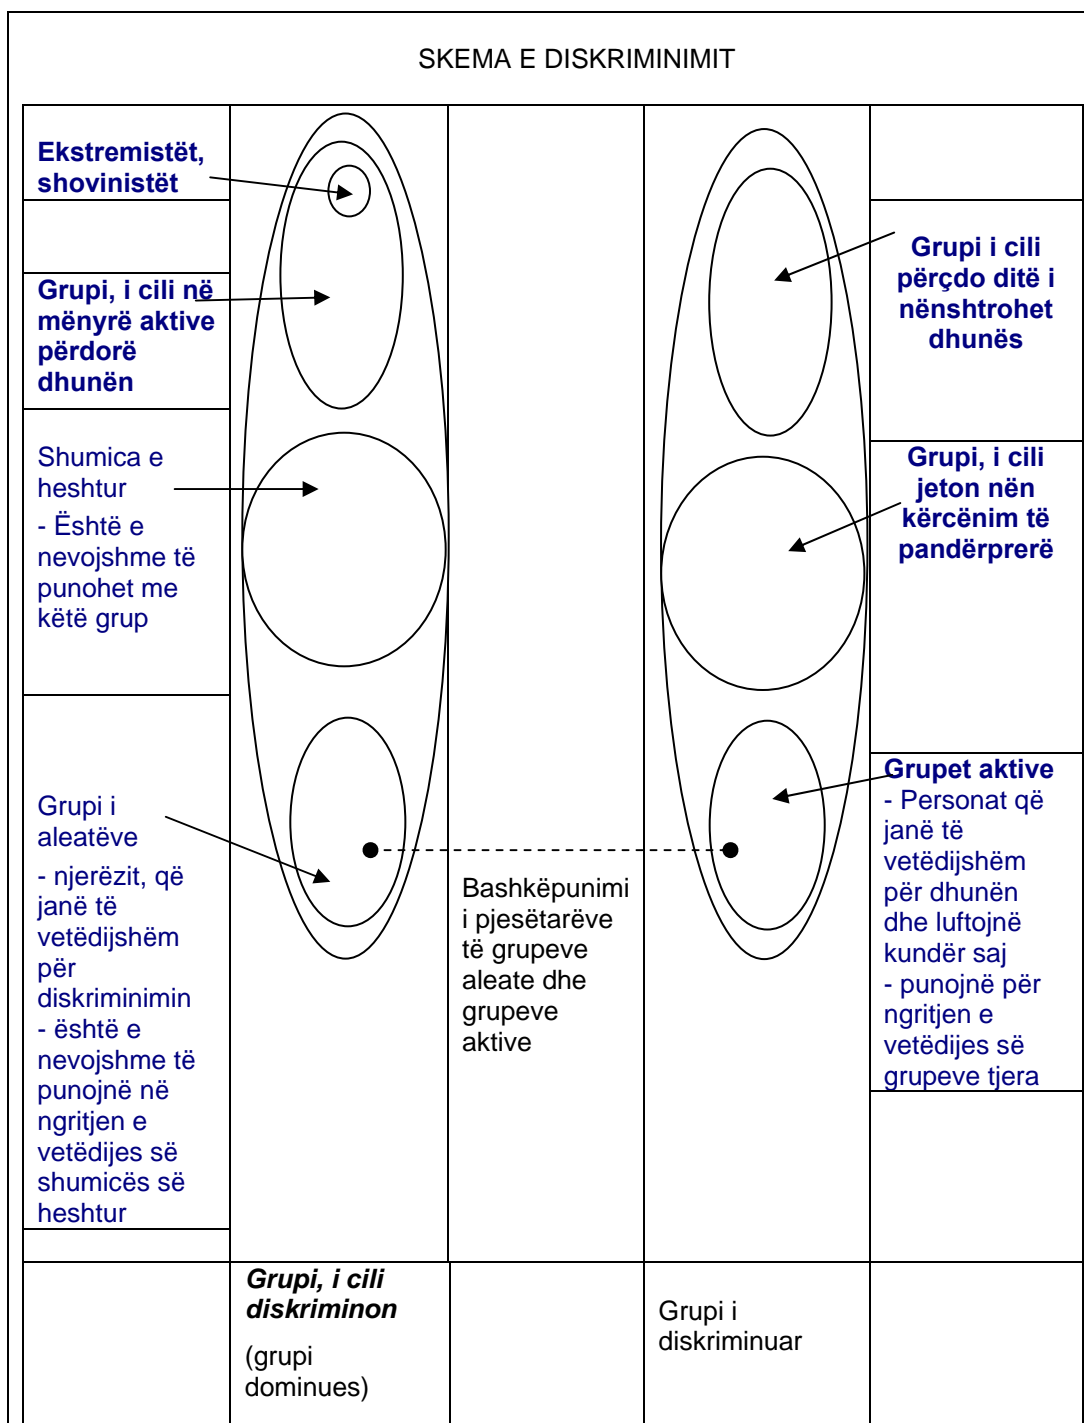 SKEMA E DISKRIMINIMIT
Ekstremistët,
shovinistët
Grupi, i cili në
mënyrë aktive
përdorë
dhunën
Shumica e
heshtur
- Është e
nevojshme të
punohet me
këtë grup
Grupi i
aleatëve
- njerëzit, që
janë të
vetëdijshëm
për
diskriminimin
- është e
nevojshme të
punojnë në
ngritjen e
vetëdijes së
shumicës së
heshtur
Bashkëpunimi
i pjesëtarëve
të grupeve
aleate dhe
grupeve
aktive
Grupi i cili
përçdo ditë i
nënshtrohet
dhunës
Grupi, i cili
jeton nën
kërcënim të
pandërprerë
Grupet aktive
- Personat që
janë të
vetëdijshëm
për dhunën
dhe luftojnë
kundër saj
- punojnë për
ngritjen e
vetëdijes së
grupeve tjera
Grupi, i cili
diskriminon
(grupi
dominues)
Grupi i
diskriminuar